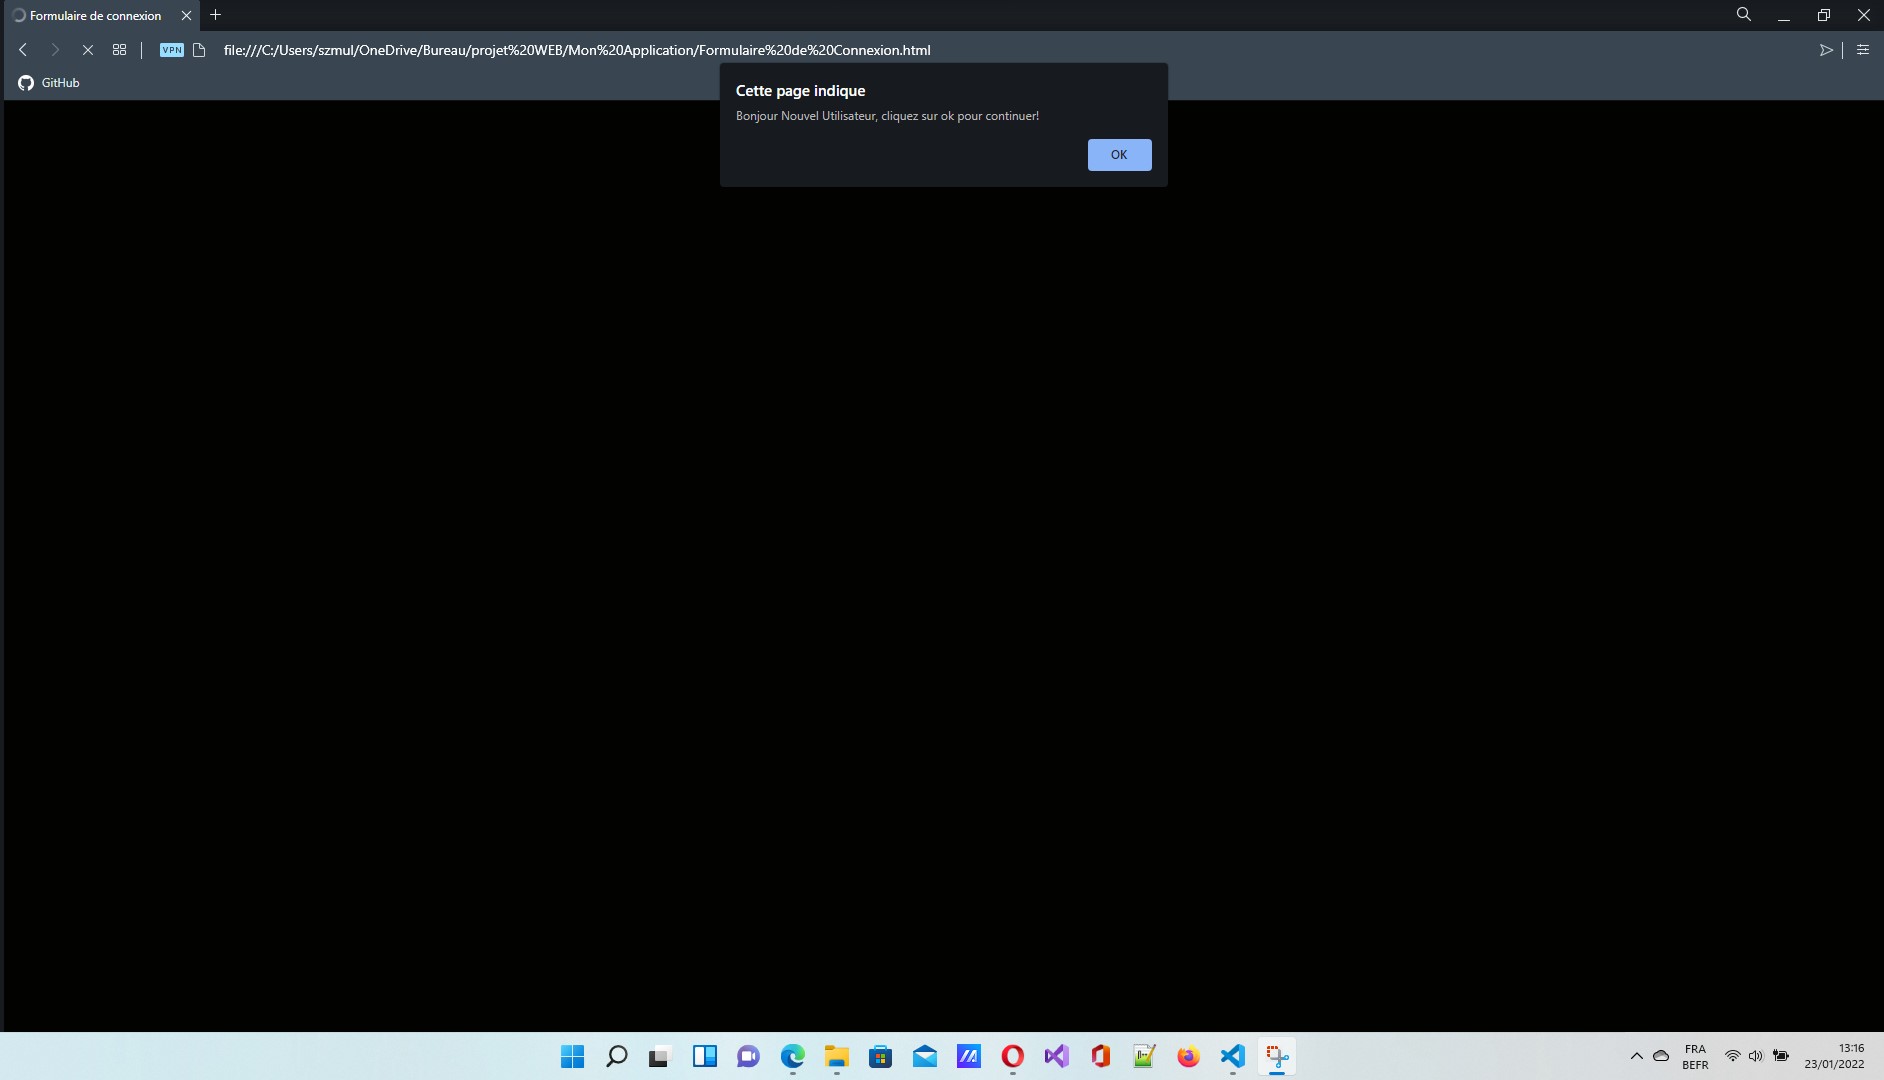 Formulaire de connexion
VPN
file:///C:/Users/szmul/OneDrive/Bureau/projet%20WEB/Mon%20Application/Formulaire%20de%20Connexion.html
GitHub
Cette page indique
Bonjour Nouvel Utilisateur, cliquez sur ok pour continuer!
OK
FRA
BEFR
13:16
23/01/2022